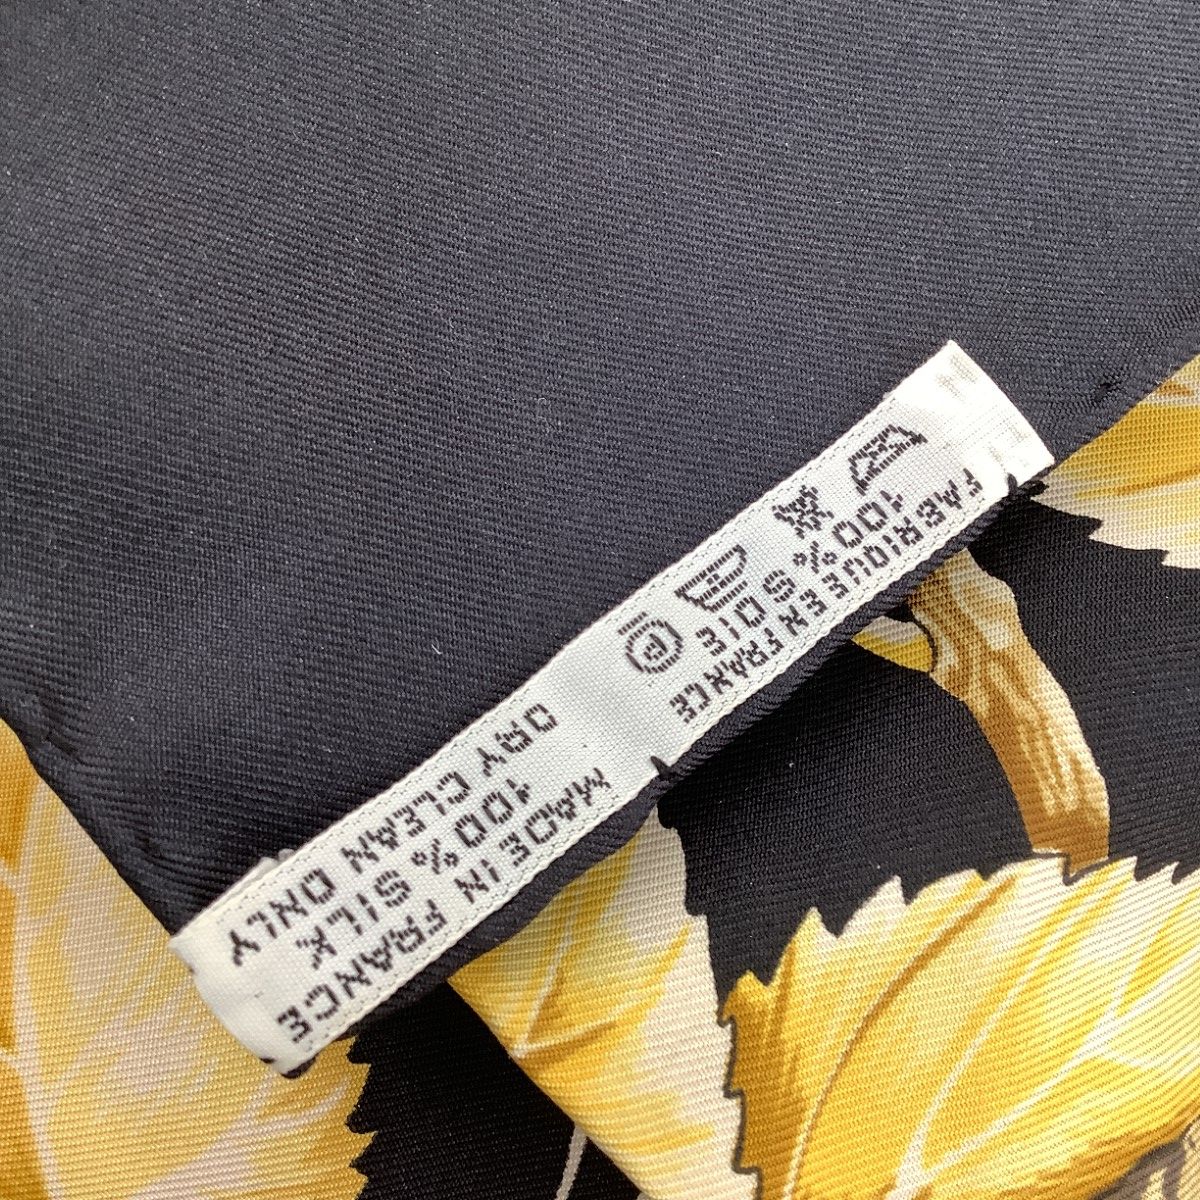 FABRIQUE EN FRANCE
100% SOIE
MADE IN FRANCE
100% SILK
DRY CLEAN ONLY